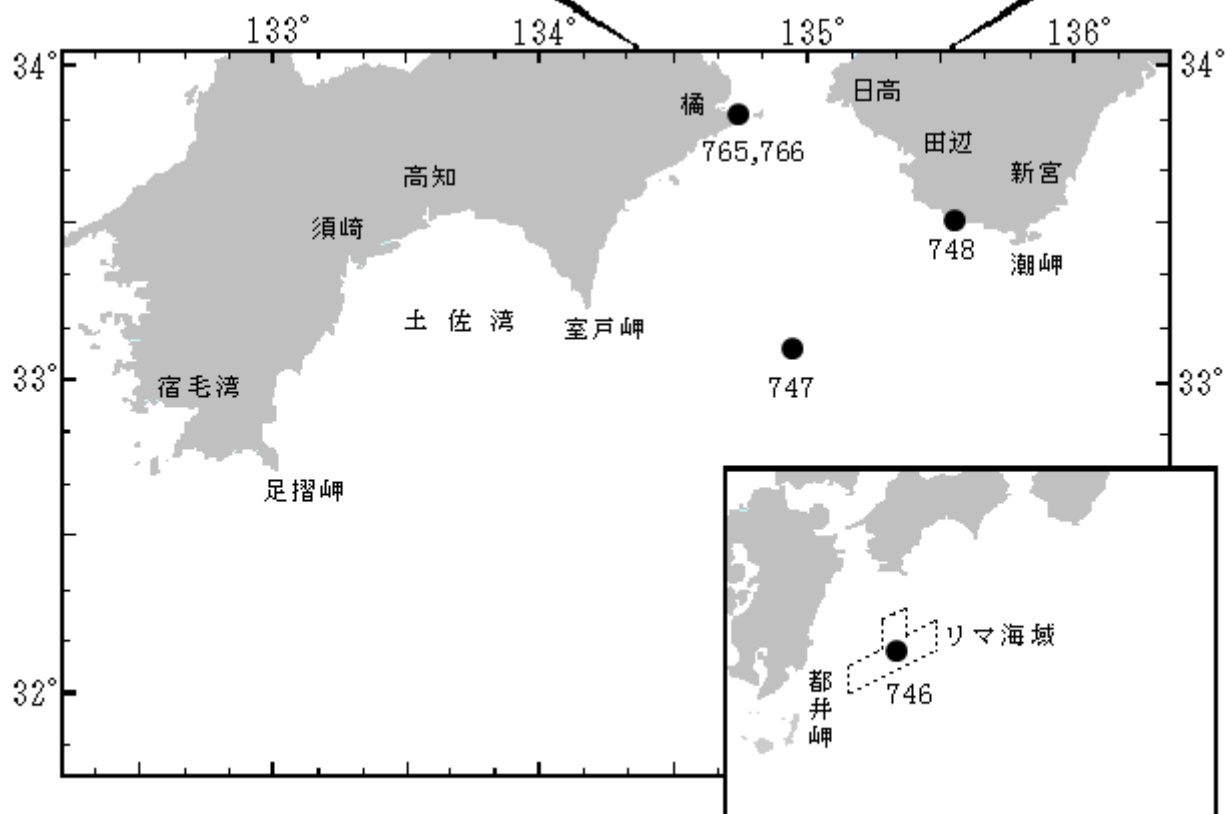 133°
134°
135°
136°
34°
34°
橘
日高
765,766
田辺
高知
新宮
須崎
748
潮岬
土佐湾
室戸岬
747
33°
33°
宿毛湾
足摺岬
リマ海域
746
都井岬
32°